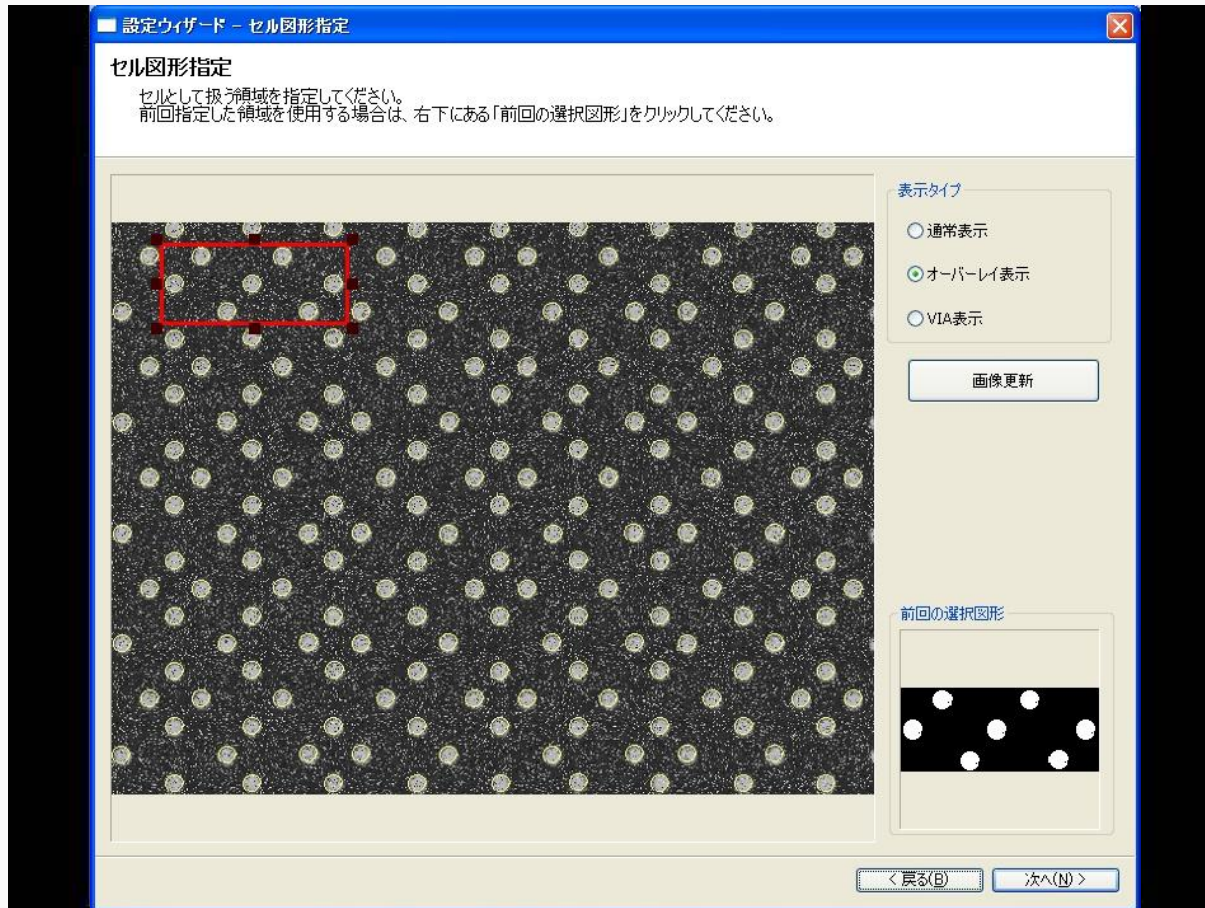 設定ウィザード - セル図形指定
セル図形指定
セルとして扱う領域を指定してください。
前回指定した領域を使用する場合は、右下にある「前回の選択図形」をクリックしてください。
表示タイプ
通常表示
オーバーレイ表示
VIA表示
画像更新
前回の選択図形
< 戻る(B)
次へ(N) >